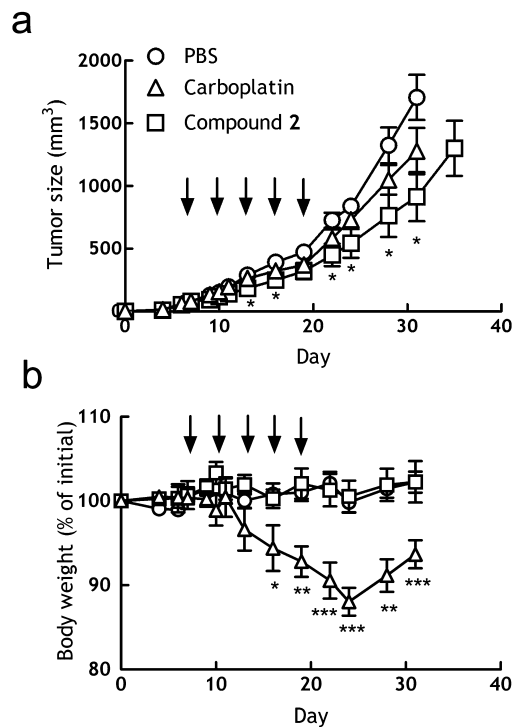 a
2000
PBS
Carboplatin
1500
Compound 2
1000
500
* * * * * *
0 10 20 30 40
Tumor size (mm³)
Day
b
110
100
90
* ** *** *** ** ***
80
0 10 20 30 40
Body weight (% of initial)
Day